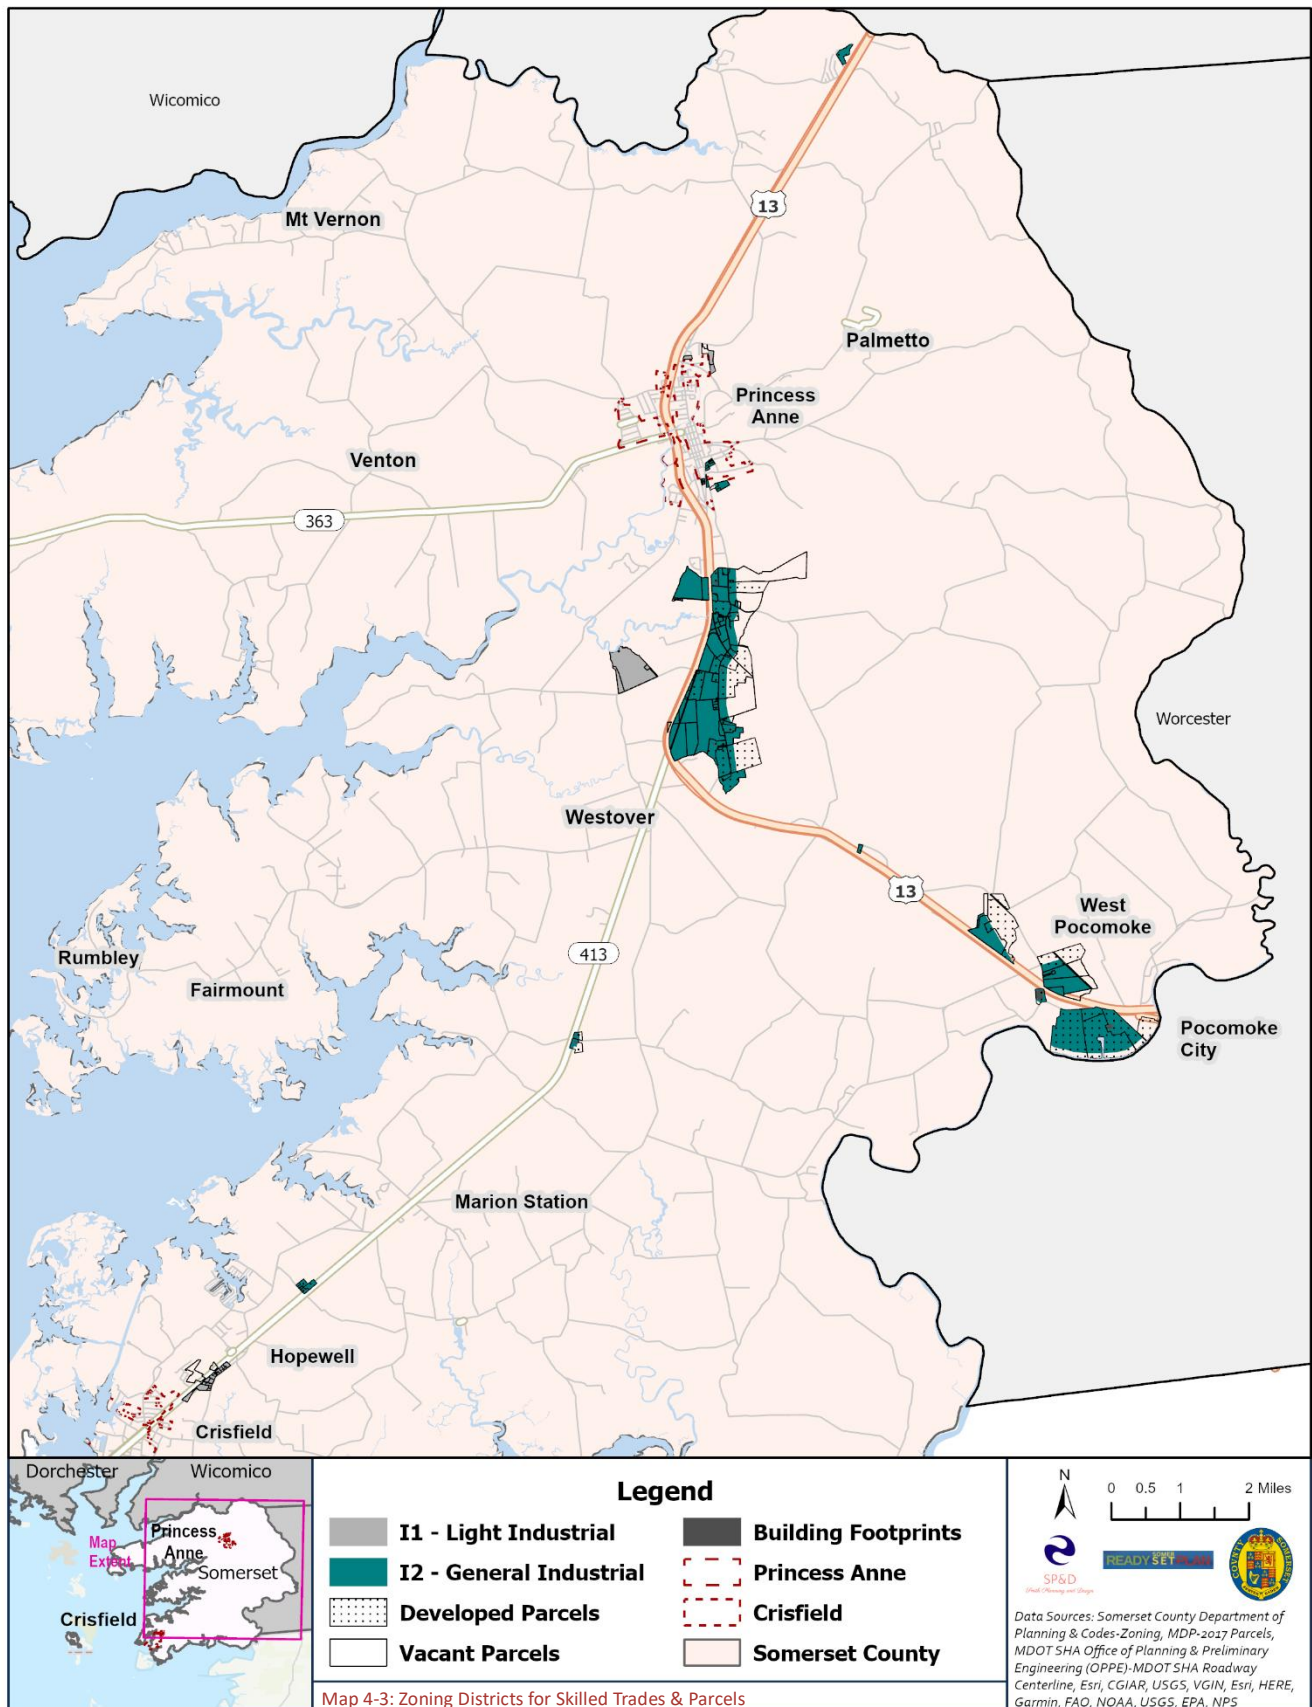 Wicomico
Mt Vernon
13
Palmetto
Princess
Anne
Venton
363
Worcester
Westover
13
West
Pocomoke
Rumbley
Fairmount
413
Pocomoke
City
Marion Station
Hopewell
Crisfield
Dorchester
Wicomico
Map
Extent
Princess
Anne
Somerset
Crisfield
Legend
I1 - Light Industrial
I2 - General Industrial
Developed Parcels
Vacant Parcels
Building Footprints
Princess Anne
Crisfield
Somerset County
Map 4-3: Zoning Districts for Skilled Trades & Parcels
N
0 0.5 1 2 Miles
SP&D
READY SET PLAN
SOMERSET
COUNTY
Data Sources: Somerset County Department of
Planning & Codes-Zoning, MDP-2017 Parcels,
MDOT SHA Office of Planning & Preliminary
Engineering (OPPE)-MDOT SHA Roadway
Centerline, Esri, CGIAR, USGS, VGIN, Esri, HERE,
Garmin, FAO, NOAA, USGS, EPA, NPS